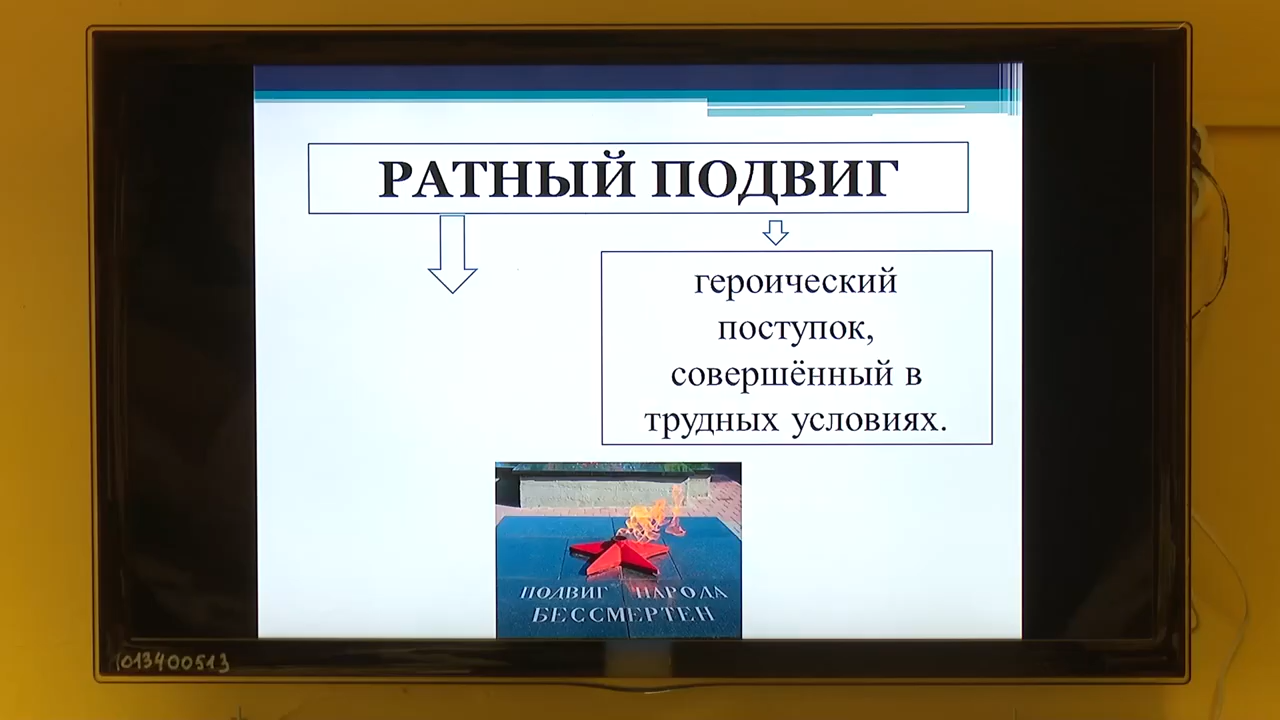 РАТНЫЙ ПОДВИГ
героический
поступок,
совершённый в
трудных условиях.
ПОДВИГ НАРОДА
БЕССМЕРТЕН
1013400513